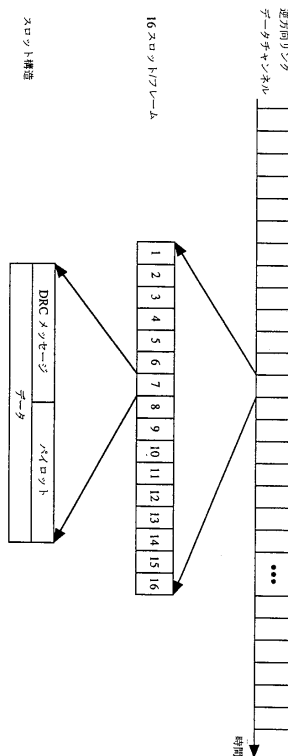 逆方向リンク
データチャンネル
•••
時間
16 スロット/フレーム
1 2 3 4 5 6 7 8 9 10 11 12 13 14 15 16
スロット構造
DRC メッセージ
パイロット
データ